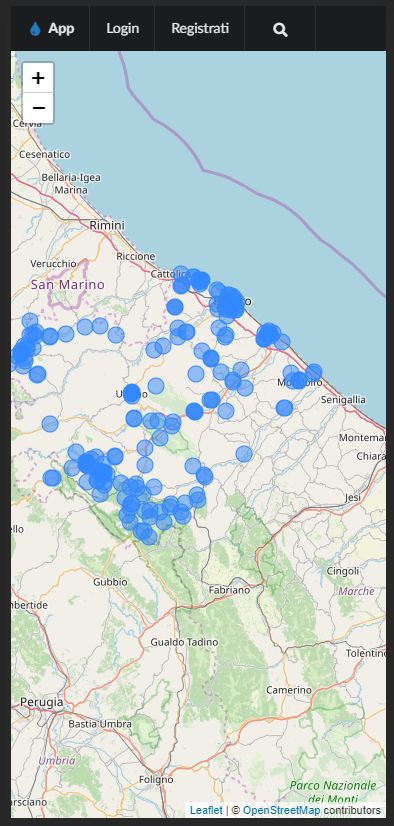 App
Login
Registrati
+
−
Cervia
Cesenatico
Bellaria-Igea
Marina
Rimini
Riccione
Verucchio
San Marino
Senigallia
Montemar
Chiara
Jesi
ello
Cingoli
Gubbio
Fabriano
Marche
mbertide
Gualdo Tadino
Tolentino
Camerino
Perugia
Bastia Umbra
Umbria
Foligno
arsciano
Parco Nazionale
dei Monti
Leaflet | © OpenStreetMap contributors